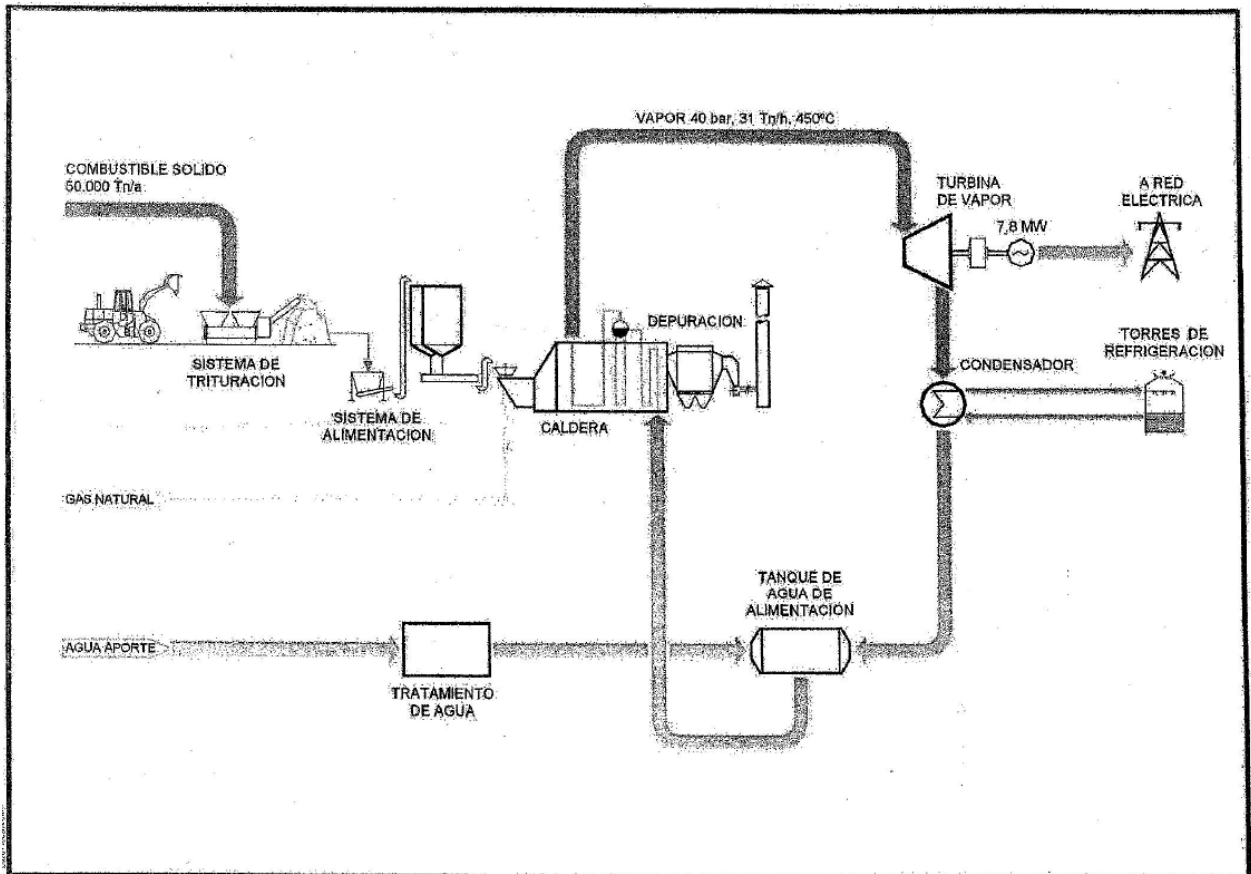 VAPOR 40 bar, 31 Tn/h, 450ºC
COMBUSTIBLE SOLIDO
50.000 Tn/a
TURBINA
DE VAPOR
7,8 MW
A RED
ELECTRICA
SISTEMA DE
TRITURACION
SISTEMA DE
ALIMENTACION
DEPURACION
CALDERA
CONDENSADOR
TORRES DE
REFRIGERACION
GAS NATURAL
TANQUE DE
AGUA DE
ALIMENTACIÓN
AGUA APORTE
TRATAMIENTO
DE AGUA